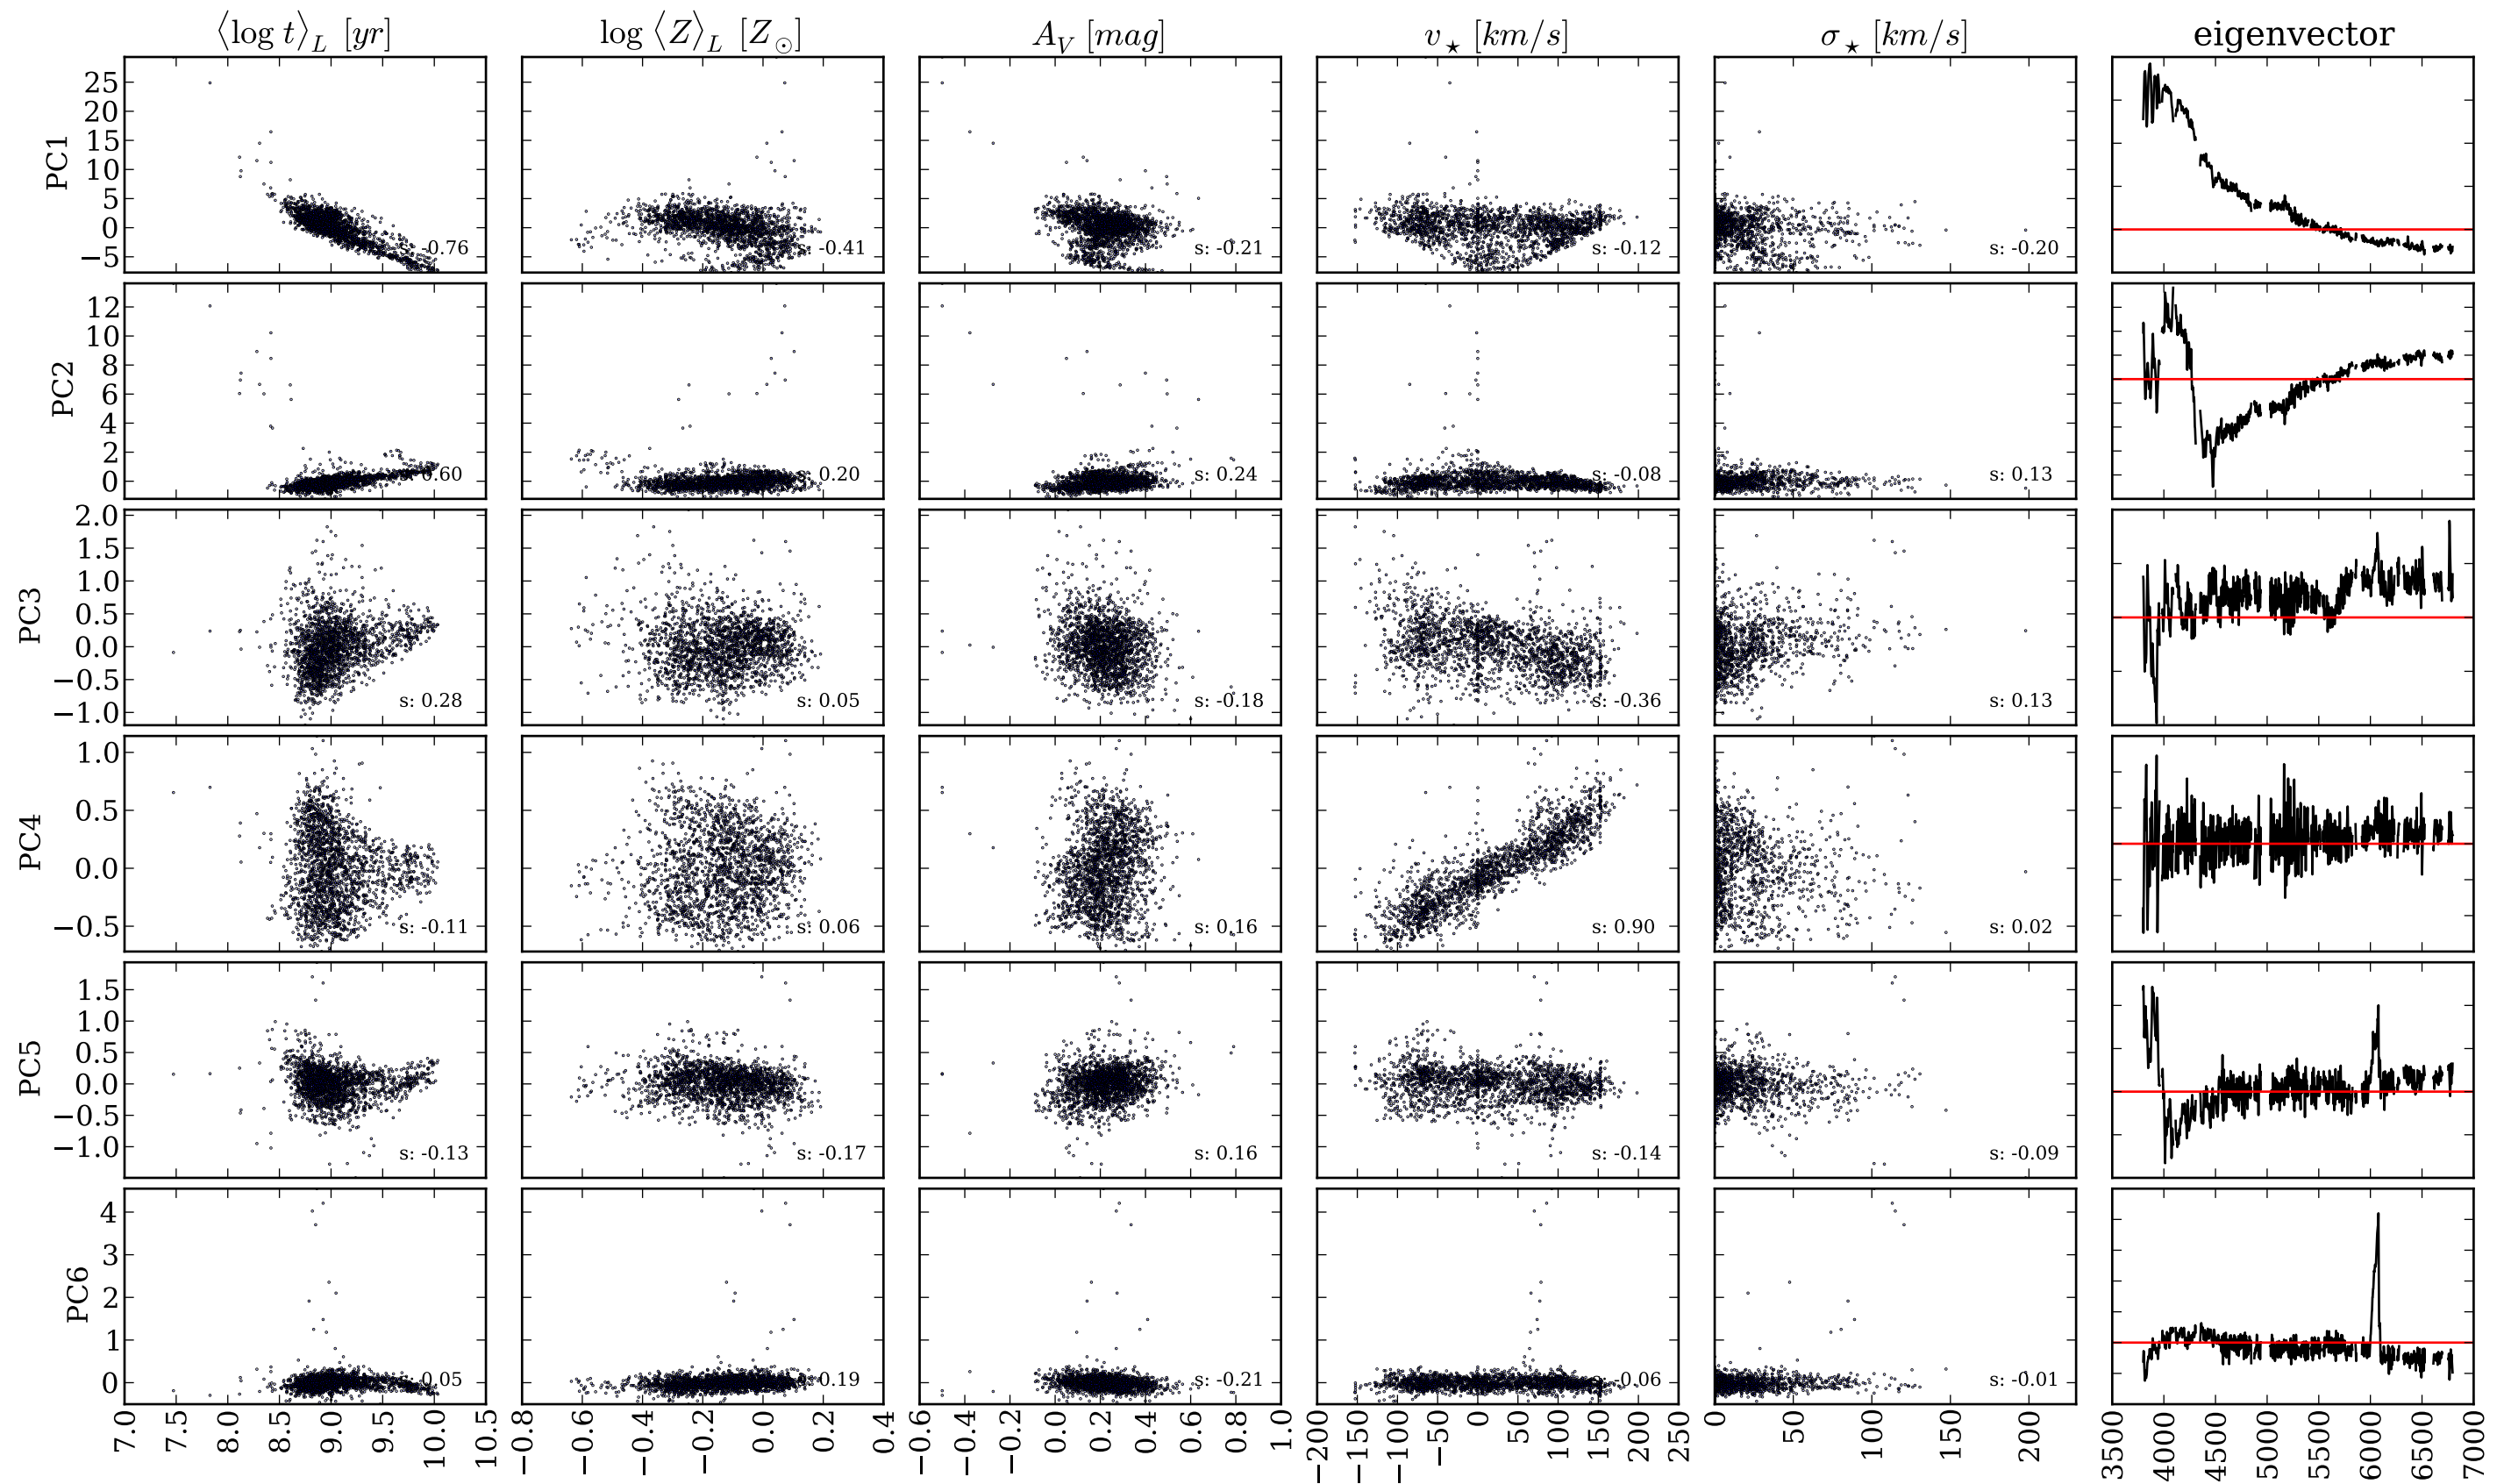 ⟨log t⟩_L [yr] log ⟨Z⟩_L [Z_⊙] A_V [mag] v_⋆ [km/s] σ_⋆ [km/s] eigenvector
PC1
25
20
15
10
5
0
−5
-0.76 -0.41 s: -0.21 s: -0.12 s: -0.20
PC2
12
10
8
6
4
2
0
0.60 0.20 s: 0.24 s: -0.08 s: 0.13
PC3
2.0
1.5
1.0
0.5
0.0
−0.5
−1.0
s: 0.28 s: 0.05 s: -0.18 s: -0.36 s: 0.13
PC4
1.0
0.5
0.0
−0.5
s: -0.11 s: 0.06 s: 0.16 s: 0.90 s: 0.02
PC5
1.5
1.0
0.5
0.0
−0.5
−1.0
s: -0.13 s: -0.17 s: 0.16 s: -0.14 s: -0.09
PC6
4
3
2
1
0
0.05 0.19 s: -0.21 s: -0.06 s: -0.01
7.0 7.5 8.0 8.5 9.0 9.5 10.0 10.5 −0.8 −0.6 −0.4 −0.2 0.0 0.2 0.4 −0.6 −0.4 −0.2 0.0 0.2 0.4 0.6 0.8 1.0 −200 −150 −100 −50 0 50 100 150 200 250 0 50 100 150 200 3500 4000 4500 5000 5500 6000 6500 7000